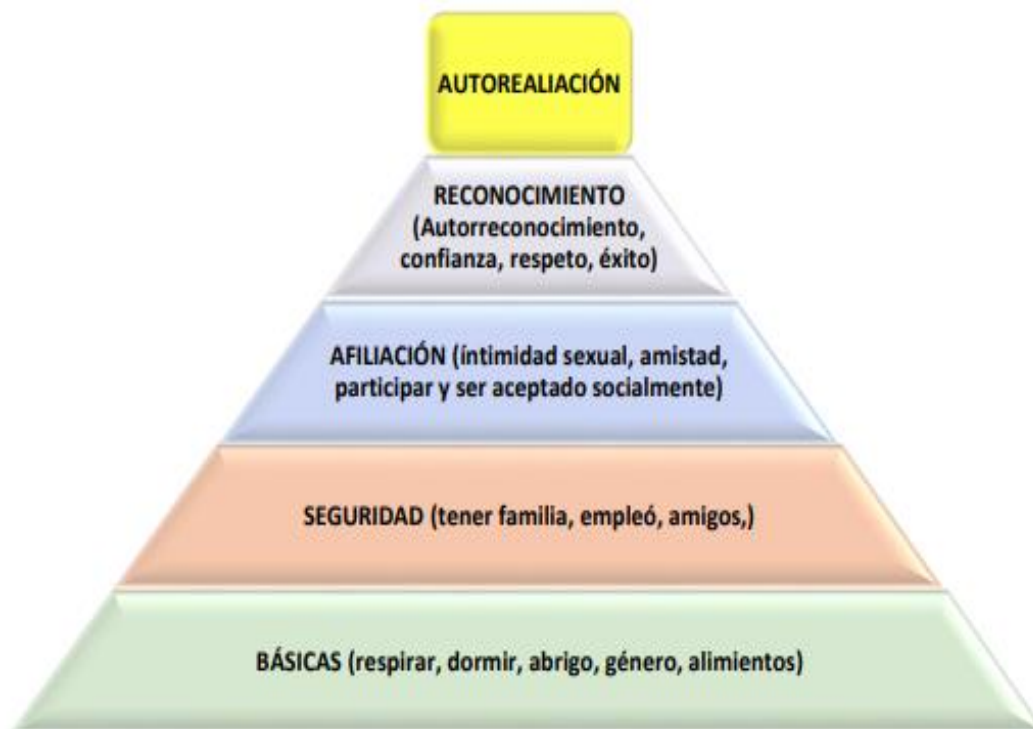 AUTOREALIACIÓN
RECONOCIMIENTO
(Autorreconocimiento,
confianza, respeto, éxito)
AFILIACIÓN (íntimidad sexual, amistad,
participar y ser aceptado socialmente)
SEGURIDAD (tener familia, empleó, amigos,)
BÁSICAS (respirar, dormir, abrigo, género, alimientos)